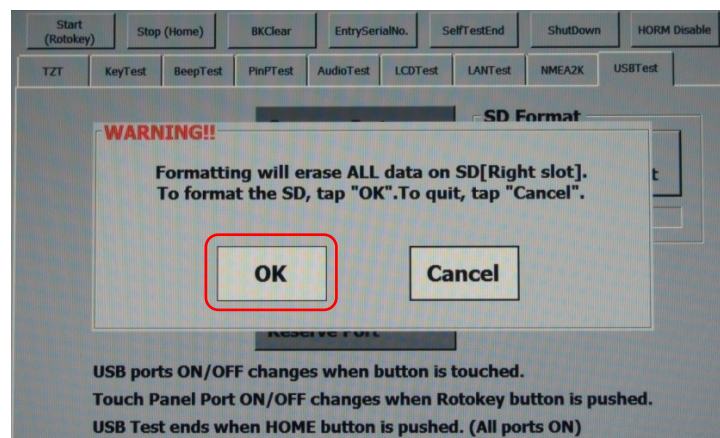 Start
(Rotokey)
Stop (Home)
BKClear
EntrySerialNo.
SelfTestEnd
ShutDown
HORM Disable
TZT
KeyTest
BeepTest
PinPTest
AudioTest
LCDTest
LANTest
NMEA2K
USBTest
SD Format
WARNING!!
Formatting will erase ALL data on SD[Right slot].
To format the SD, tap "OK".To quit, tap "Cancel".
OK
Cancel
Reserve Port
USB ports ON/OFF changes when button is touched.
Touch Panel Port ON/OFF changes when Rotokey button is pushed.
USB Test ends when HOME button is pushed. (All ports ON)